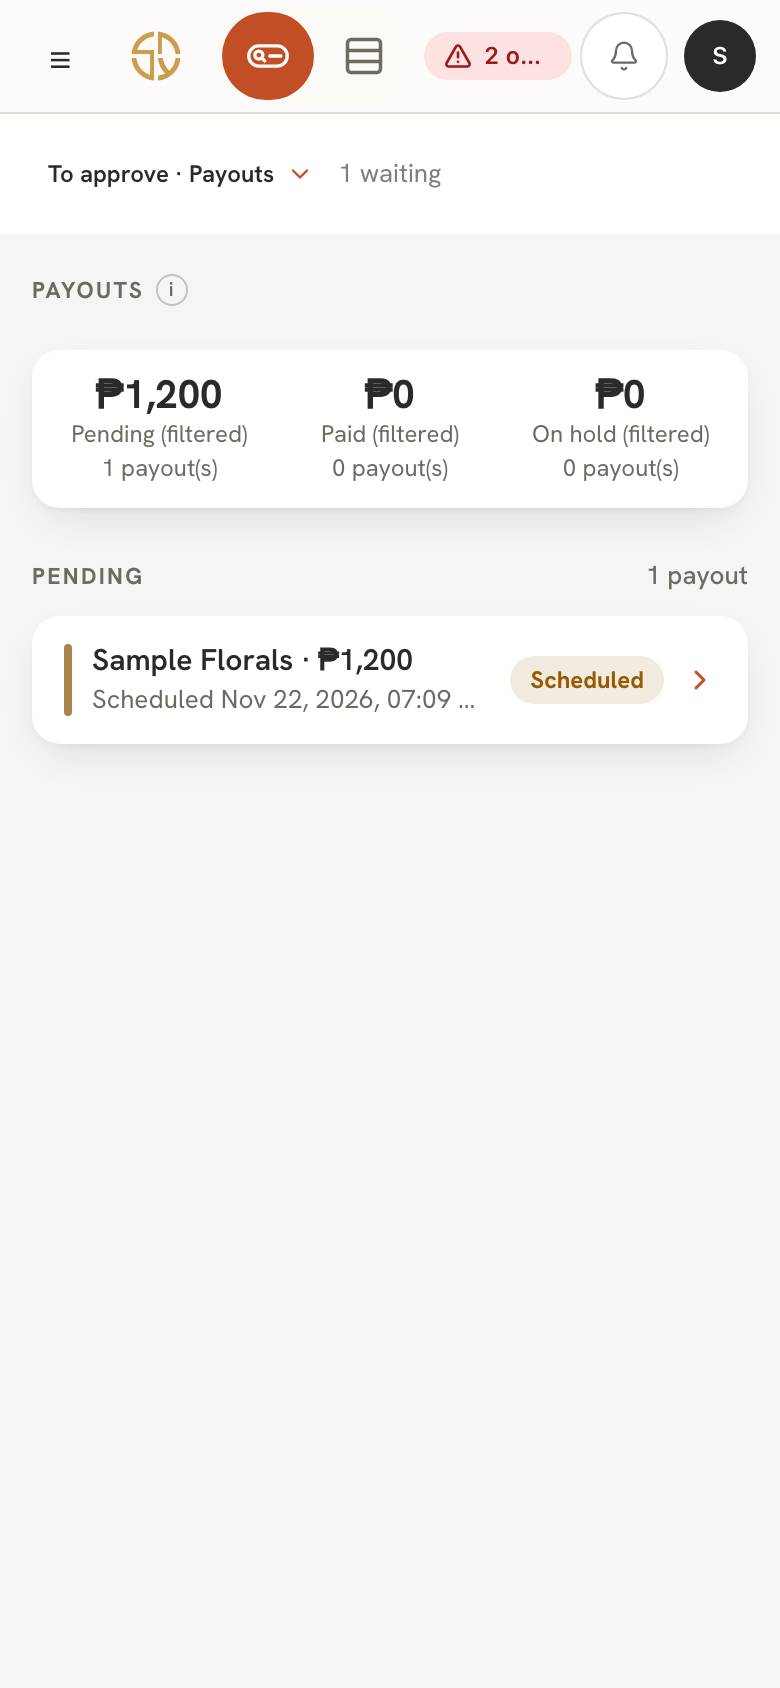 2 o...
S
To approve · Payouts 1 waiting
PAYOUTS i
₱1,200 ₱0 ₱0
Pending (filtered) Paid (filtered) On hold (filtered)
1 payout(s) 0 payout(s) 0 payout(s)
PENDING 1 payout
Sample Florals · ₱1,200
Scheduled Nov 22, 2026, 07:09 ...
Scheduled